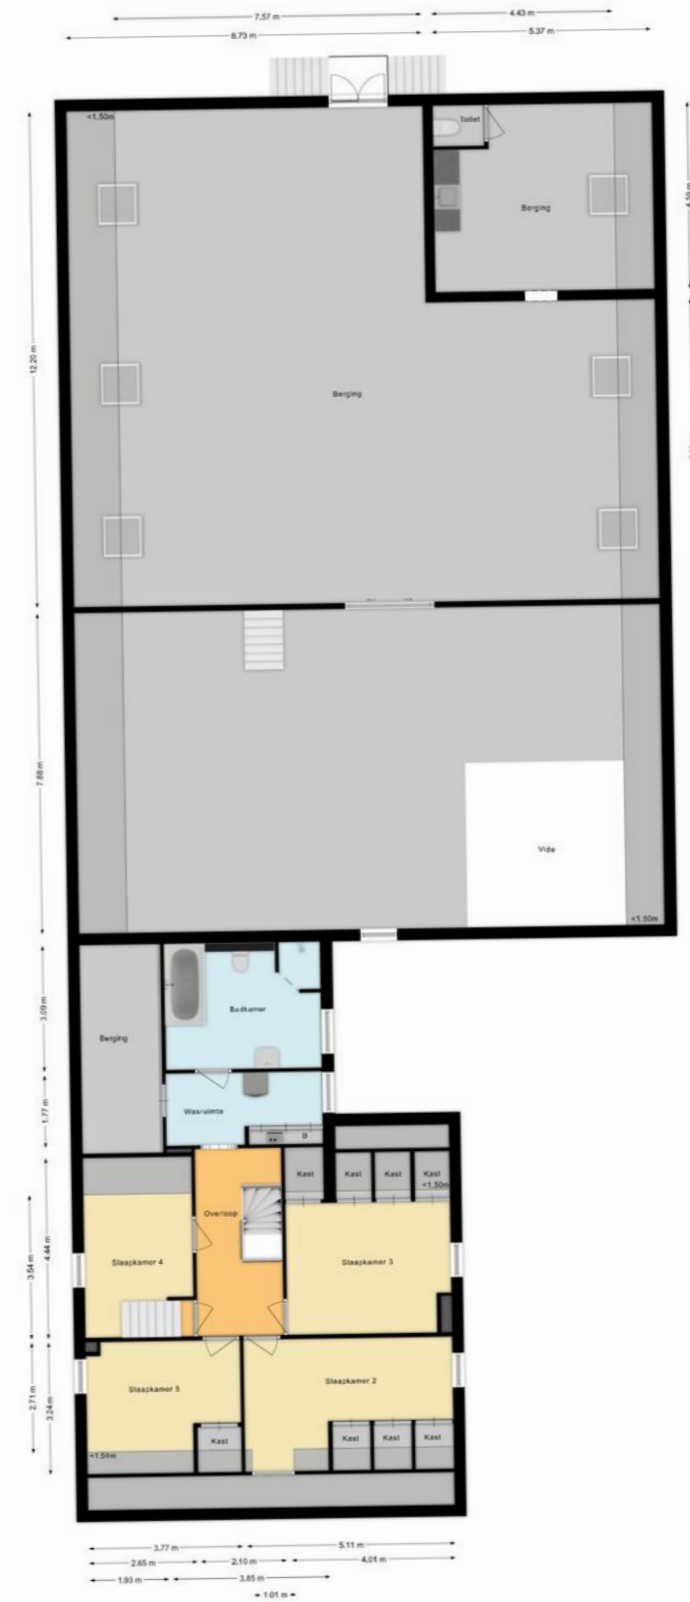 7.57 m
4.43 m
8.73 m
5.37 m
<1.50m
Toilet
Berging
12.20 m
Berging
7.88 m
Vide
<1.50m
3.09 m
Badkamer
Berging
1.77 m
Wasruimte
Kast
Kast
Kast
Kast
<1.50m
Overloop
4.44 m
3.54 m
Slaapkamer 4
Slaapkamer 3
Slaapkamer 2
Slaapkamer 5
2.71 m
3.24 m
Kast
Kast
Kast
Kast
<1.50m
3.77 m
5.11 m
2.65 m
2.10 m
4.01 m
1.93 m
3.85 m
1.01 m